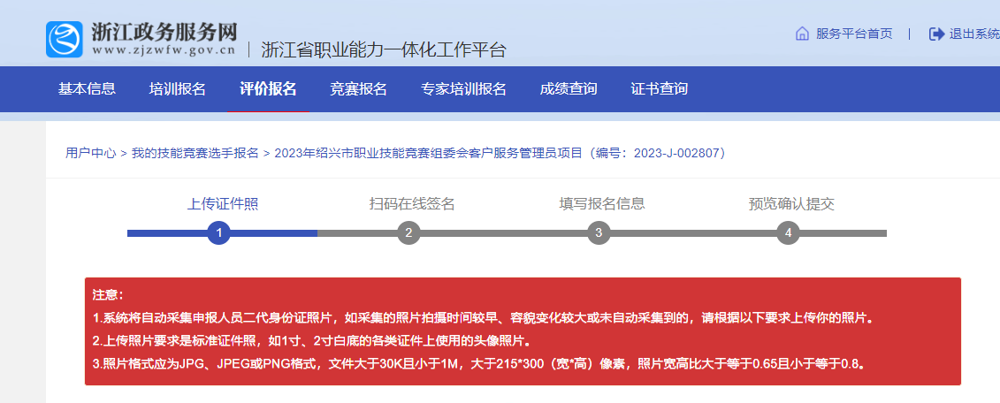 浙江政务服务网
www.zjzwfw.gov.cn
浙江省职业能力一体化工作平台
服务平台首页 | 退出系统
基本信息 培训报名 评价报名 竞赛报名 专家培训报名 成绩查询 证书查询
用户中心 > 我的技能竞赛选手报名 > 2023年绍兴市职业技能竞赛组委会客户服务管理员项目（编号：2023-J-002807）
上传证件照 扫码在线签名 填写报名信息 预览确认提交
1 2 3 4
注意：
1.系统将自动采集申报人员二代身份证照片，如采集的照片拍摄时间较早、容貌变化较大或未自动采集到的，请根据以下要求上传你的照片。
2.上传照片要求是标准证件照，如1寸、2寸白底的各类证件上使用的头像照片。
3.照片格式应为JPG、JPEG或PNG格式，文件大于30K且小于1M，大于215*300（宽*高）像素，照片宽高比大于等于0.65且小于等于0.8。